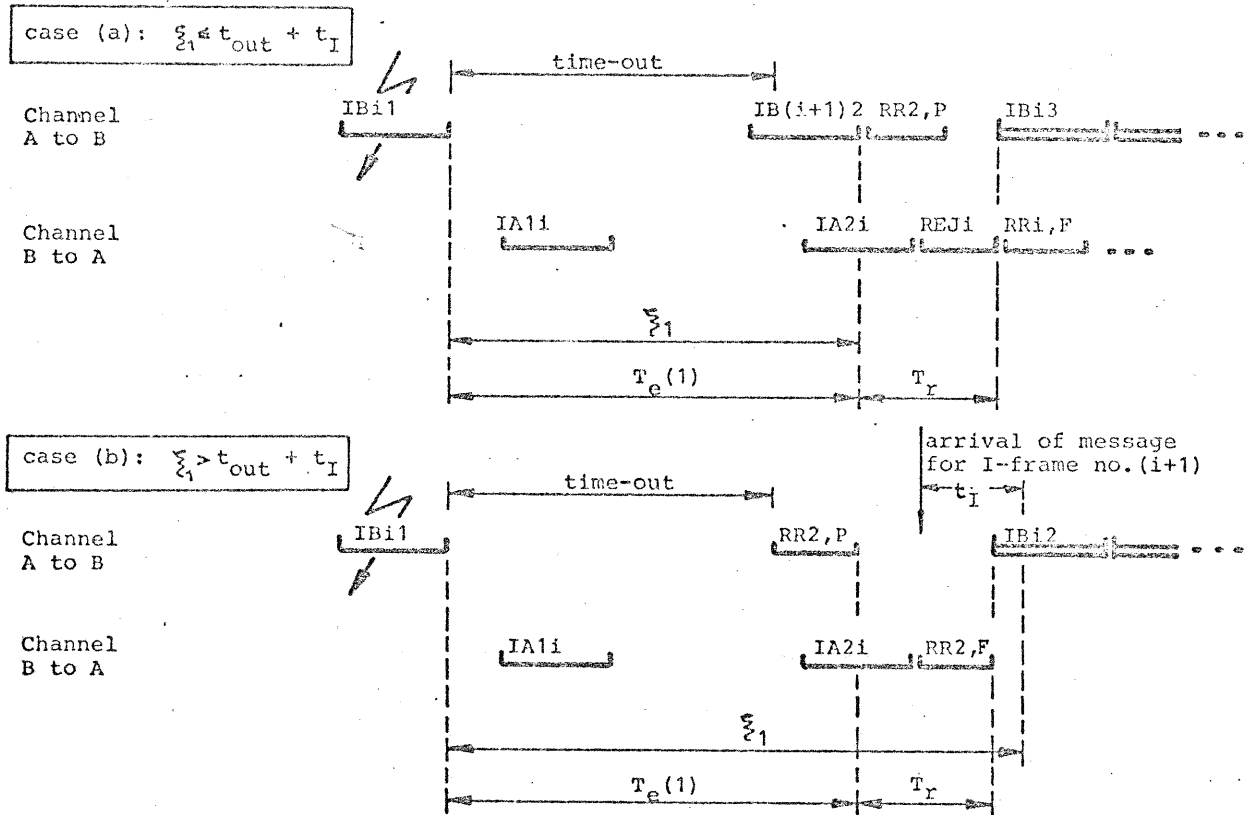 case (a): ξ1 ≤ tout + tI
time-out
Channel
A to B
IBi1
IB(i+1)2
RR2,P
IBi3
Channel
B to A
IA1i
IA2i
REJi
RRi,F
ξ1
Te(1)
Tr
case (b): ξ1 > tout + tI
arrival of message
for I-frame no.(i+1)
time-out
tI
Channel
A to B
IBi1
RR2,P
IBi2
Channel
B to A
IA1i
IA2i
RR2,F
ξ1
Te(1)
Tr